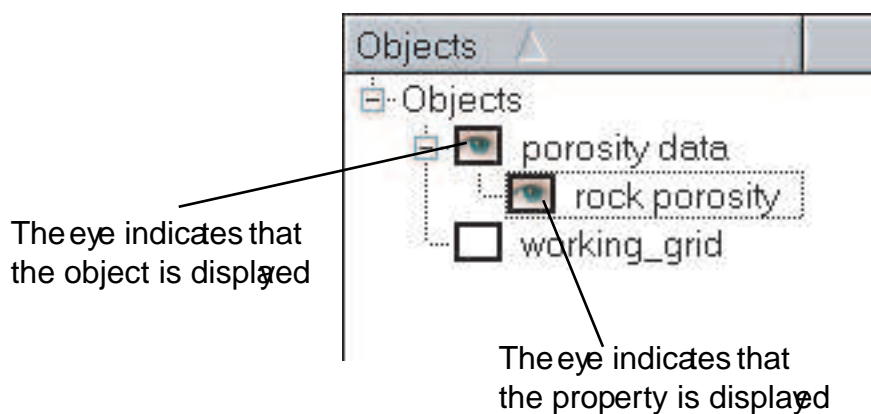 Objects
Objects
porosity data
rock porosity
working_grid
The eye indicates that
the object is displayed
The eye indicates that
the property is displayed